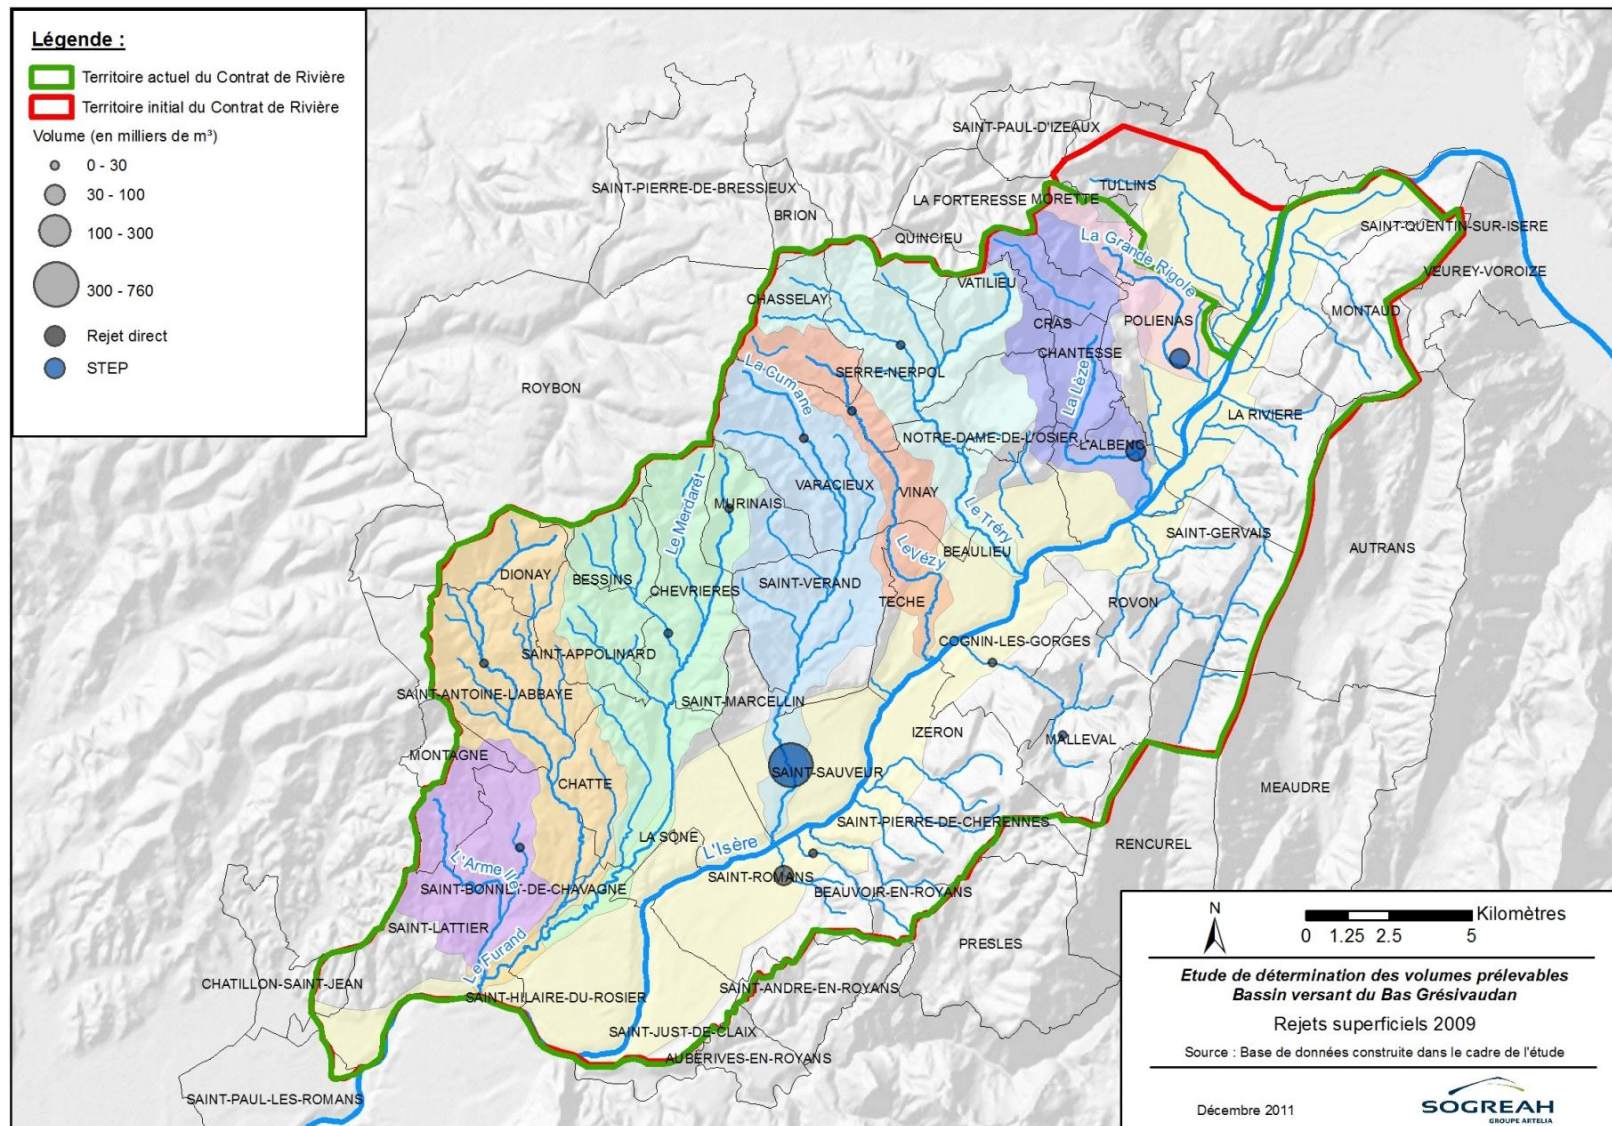 Légende :
Territoire actuel du Contrat de Rivière
Territoire initial du Contrat de Rivière
Volume (en milliers de m³)
0 - 30
30 - 100
100 - 300
300 - 760
Rejet direct
STEP
SAINT-PAUL-D'IZEAUX
SAINT-PIERRE-DE-BRESSIEUX
TULLINS
LA FORTERESSE
MORETTE
BRION
QUINCIEU
SAINT-QUENTIN-SUR-ISERE
La Grande Rigole
VEUREY-VOROIZE
VATILIEU
CHASSELAY
MONTAUD
CRAS
POLIENAS
CHANTESSE
SERRE-NERPOL
La Cumane
La Lèze
ROYBON
LA RIVIERE
NOTRE-DAME-DE-L'OSIER
L'ALBENC
VARACIEUX
VINAY
MURINAIS
Le Merdaret
Le Tréry
SAINT-GERVAIS
AUTRANS
Le Vézy
BEAULIEU
DIONAY
BESSINS
CHEVRIERES
SAINT-VERAND
TECHE
ROVON
COGNIN-LES-GORGES
SAINT-APPOLINARD
SAINT-ANTOINE-L'ABBAYE
SAINT-MARCELLIN
IZERON
MALLEVAL
MONTAGNE
CHATTE
SAINT-SAUVEUR
MEAUDRE
SAINT-PIERRE-DE-CHERENNES
LA SONE
L'Isère
RENCUREL
L'Armelle
SAINT-ROMANS
SAINT-BONNET-DE-CHAVAGNE
BEAUVOIR-EN-ROYANS
SAINT-LATTIER
PRESLES
Le Furand
CHATILLON-SAINT-JEAN
SAINT-HILAIRE-DU-ROSIER
SAINT-ANDRE-EN-ROYANS
SAINT-JUST-DE-CLAIX
AUBERIVES-EN-ROYANS
SAINT-PAUL-LES-ROMANS
N
Kilomètres
0 1.25 2.5 5
Etude de détermination des volumes prélevables
Bassin versant du Bas Grésivaudan
Rejets superficiels 2009
Source : Base de données construite dans le cadre de l'étude
Décembre 2011
SOGREAH
GROUPE ARTELIA